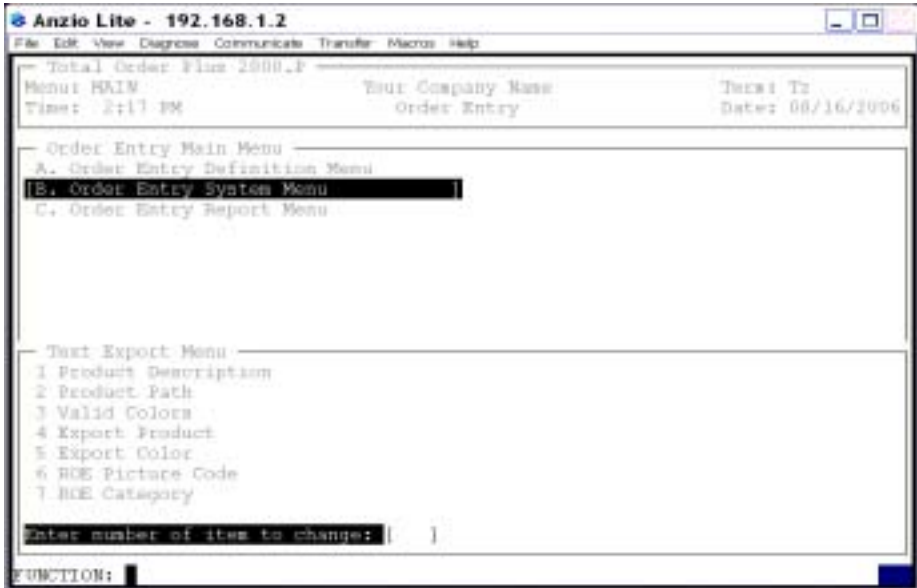 Anzio Lite - 192.168.1.2
File Edit View Diagnose Communicate Transfer Macros Help
Total Order Plus 2000.P
Menu: MAIN Your Company Name Term: Tz
Time: 2:17 PM Order Entry Date: 08/16/2006
Order Entry Main Menu
A. Order Entry Definition Menu
[B. Order Entry System Menu ]
C. Order Entry Report Menu
Text Export Menu
1 Product Description
2 Product Path
3 Valid Colors
4 Export Product
5 Export Color
6 ROE Picture Code
7 ROE Category
Enter number of item to change: [ ]
FUNCTION: